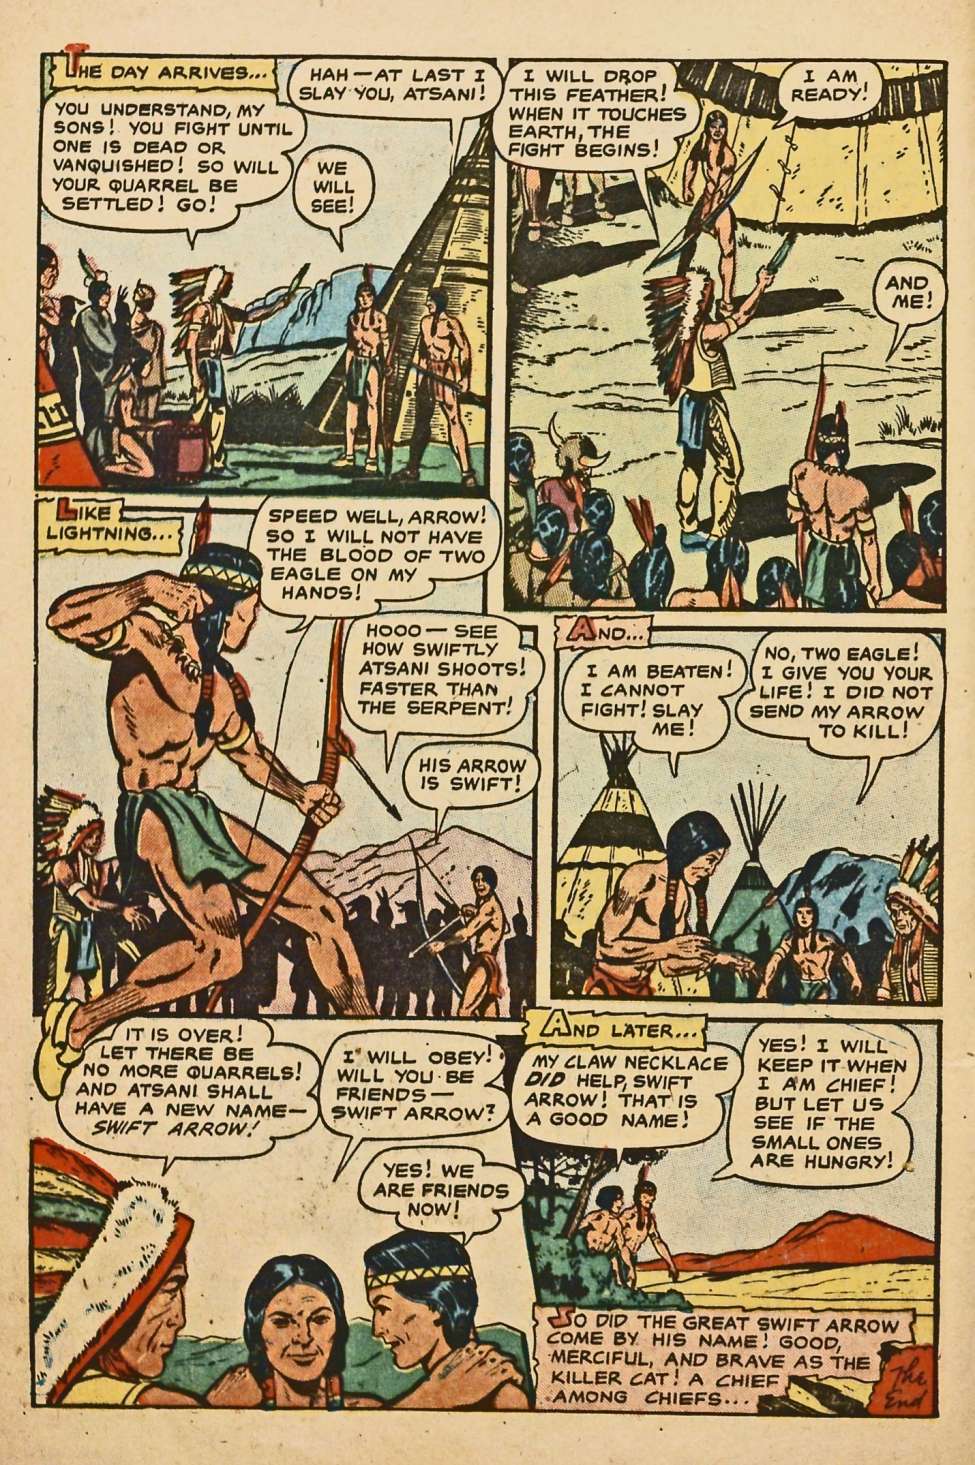 THE DAY ARRIVES...
YOU UNDERSTAND, MY
SONS! YOU FIGHT UNTIL
ONE IS DEAD OR
VANQUISHED! SO WILL
YOUR QUARREL BE
SETTLED! GO!
HAH—AT LAST I
SLAY YOU, ATSANI!
WE
WILL
SEE!
I WILL DROP
THIS FEATHER!
WHEN IT TOUCHES
EARTH, THE
FIGHT BEGINS!
I AM
READY!
AND
ME!
LIKE
LIGHTNING...
SPEED WELL, ARROW!
SO I WILL NOT HAVE
THE BLOOD OF TWO
EAGLE ON MY
HANDS!
HOOO—SEE
HOW SWIFTLY
ATSANI SHOOTS!
FASTER THAN
THE SERPENT!
HIS ARROW
IS SWIFT!
AND...
I AM BEATEN!
I CANNOT
FIGHT! SLAY
ME!
NO, TWO EAGLE!
I GIVE YOU YOUR
LIFE! I DID NOT
SEND MY ARROW
TO KILL!
IT IS OVER!
LET THERE BE
NO MORE QUARRELS!
AND ATSANI SHALL
HAVE A NEW NAME—
SWIFT ARROW!
I WILL OBEY!
WILL YOU BE
FRIENDS—
SWIFT ARROW?
YES! WE
ARE FRIENDS
NOW!
AND LATER...
MY CLAW NECKLACE
DID HELP, SWIFT
ARROW! THAT IS
A GOOD NAME!
YES! I WILL
KEEP IT WHEN
I AM CHIEF!
BUT LET US
SEE IF THE
SMALL ONES
ARE HUNGRY!
SO DID THE GREAT SWIFT ARROW
COME BY HIS NAME! GOOD,
MERCIFUL, AND BRAVE AS THE
KILLER CAT! A CHIEF
AMONG CHIEFS...
The
End